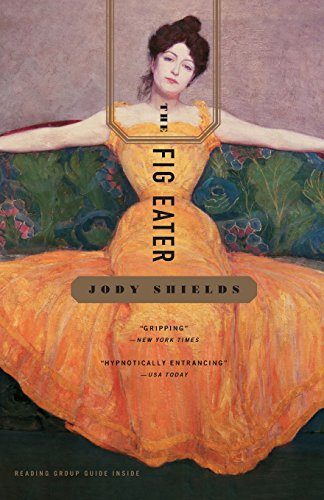 THE
FIG EATER
JODY SHIELDS
"GRIPPING"
—NEW YORK TIMES
"HYPNOTICALLY ENTRANCING"
—USA TODAY
READING GROUP GUIDE INSIDE